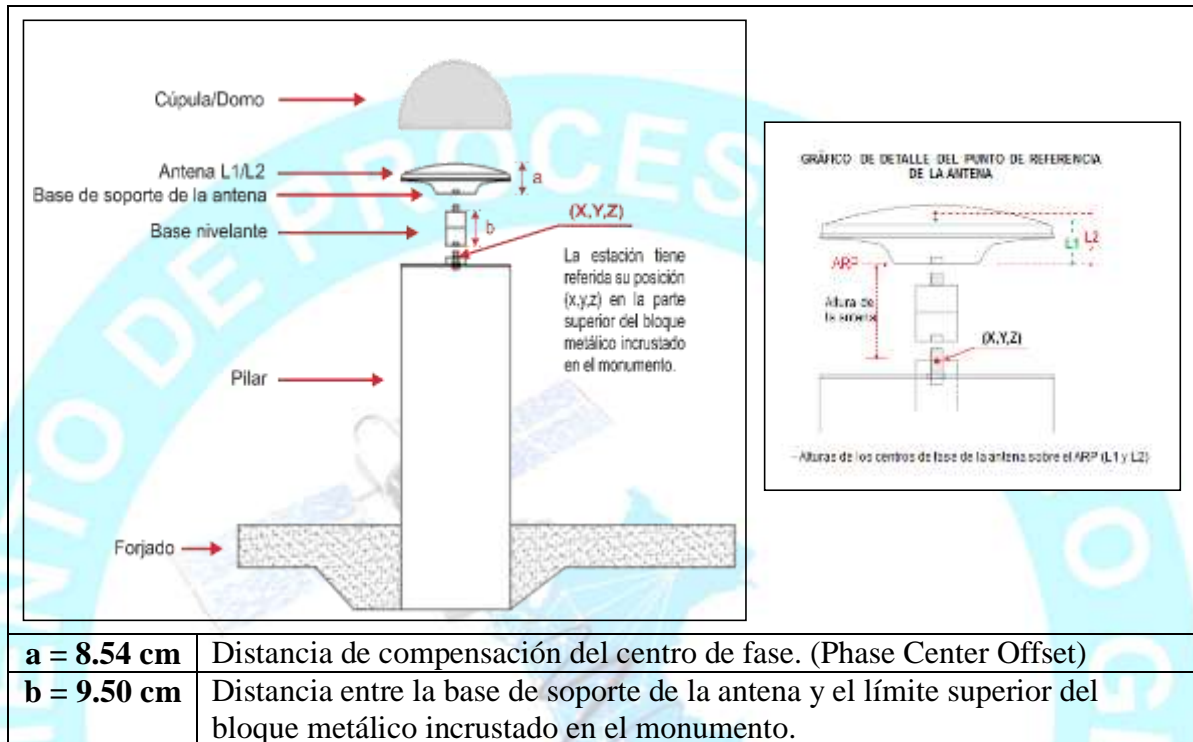 Cúpula/Domo
Antena L1/L2
Base de soporte de la antena
Base nivelante
Pilar
Forjado
a
b
(X,Y,Z)
La estación tiene
referida su posición
(x,y,z) en la parte
superior del bloque
metálico incrustado
en el monumento.
GRÁFICO DE DETALLE DEL PUNTO DE REFERENCIA
DE LA ANTENA
L1
L2
ARP
Altura de
la antena
(X,Y,Z)
-Alturas de los centros de fase de la antena sobre el ARP (L1 y L2)
a = 8.54 cm Distancia de compensación del centro de fase. (Phase Center Offset)
b = 9.50 cm Distancia entre la base de soporte de la antena y el límite superior del
bloque metálico incrustado en el monumento.